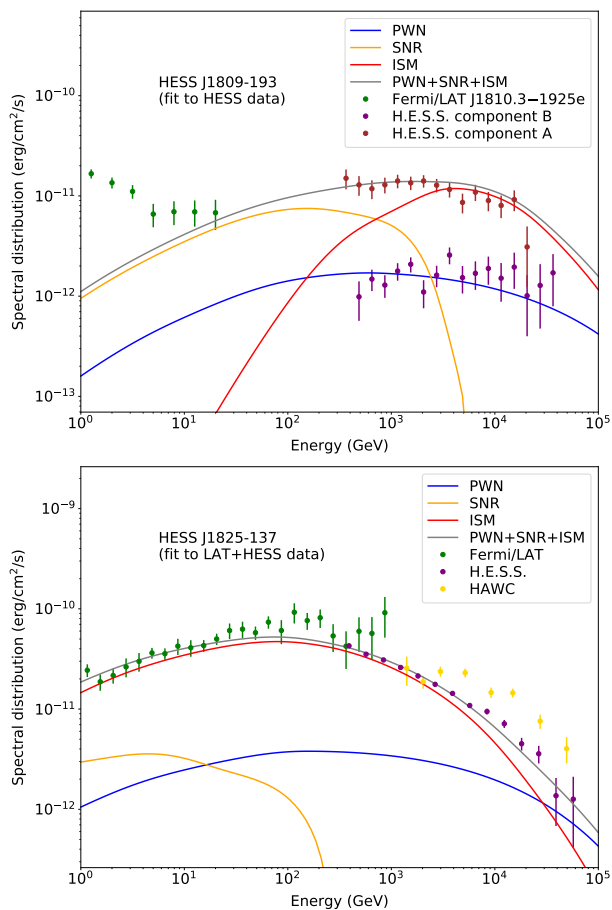 HESS J1809-193
(fit to HESS data)
PWN
SNR
ISM
PWN+SNR+ISM
Fermi/LAT J1810.3−1925e
H.E.S.S. component B
H.E.S.S. component A
Spectral distribution (erg/cm²/s)
10⁻¹⁰
10⁻¹¹
10⁻¹²
10⁻¹³
10⁰ 10¹ 10² 10³ 10⁴ 10⁵
Energy (GeV)
HESS J1825-137
(fit to LAT+HESS data)
PWN
SNR
ISM
PWN+SNR+ISM
Fermi/LAT
H.E.S.S.
HAWC
Spectral distribution (erg/cm²/s)
10⁻⁹
10⁻¹⁰
10⁻¹¹
10⁻¹²
10⁰ 10¹ 10² 10³ 10⁴ 10⁵
Energy (GeV)